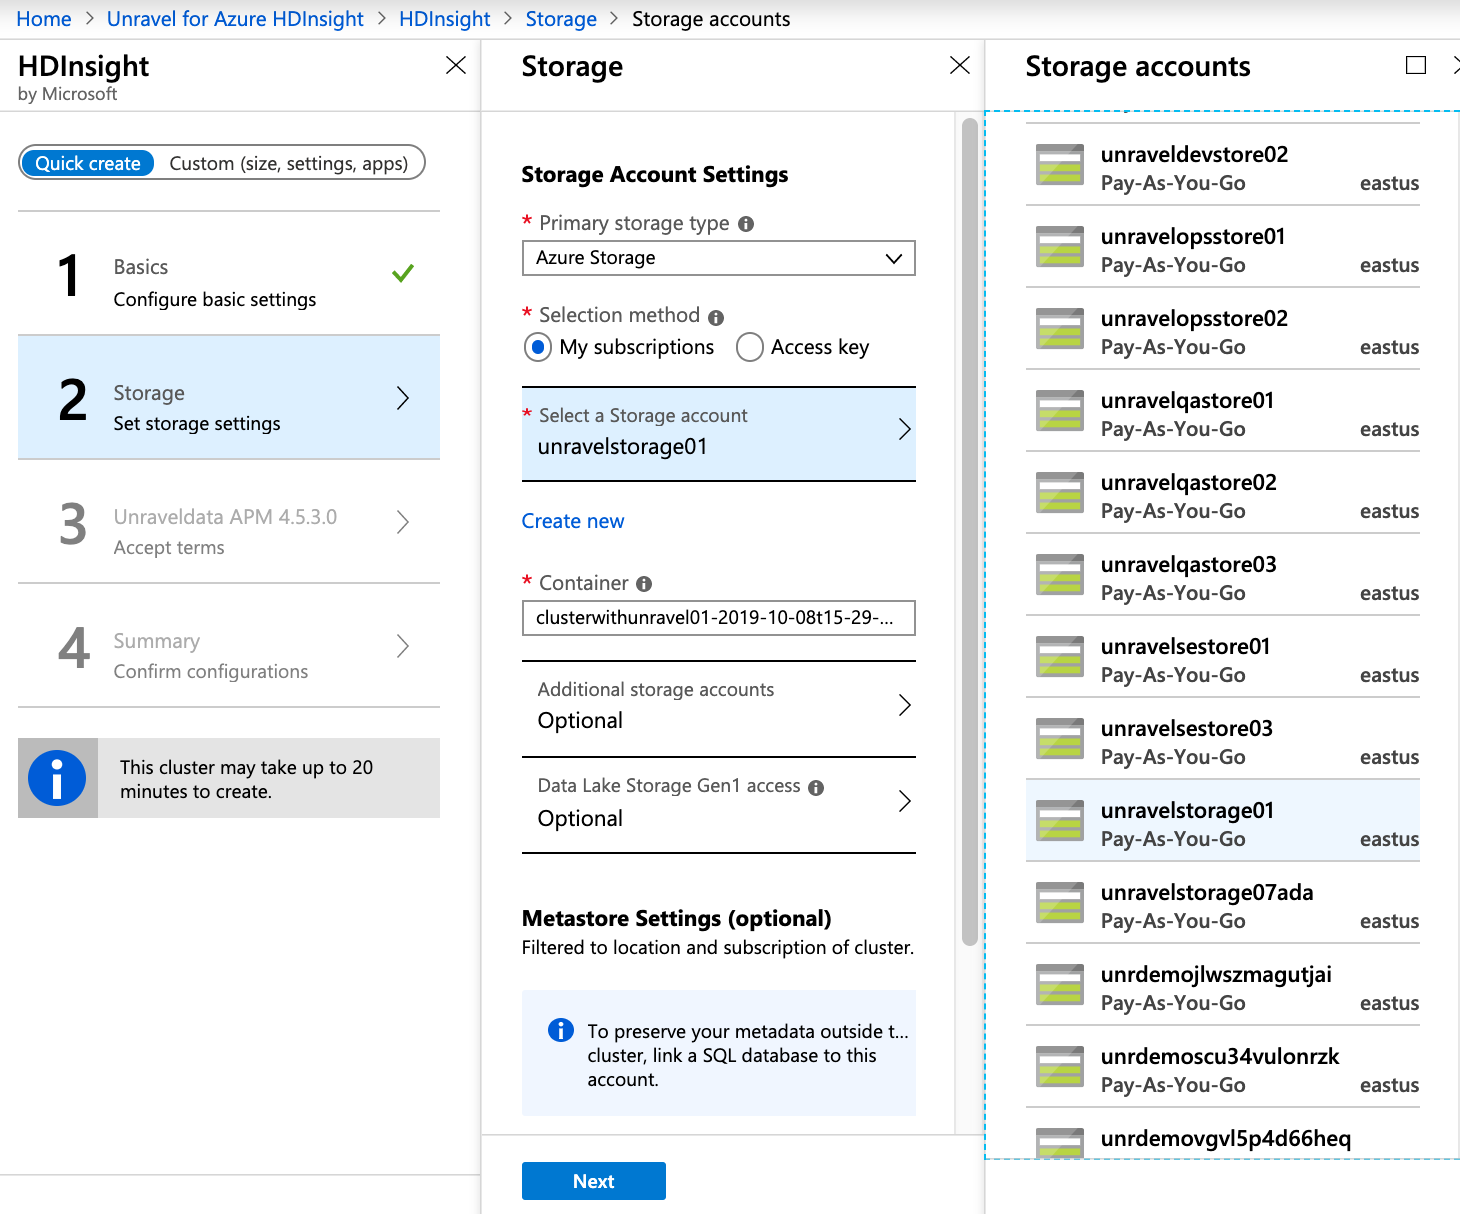 Home > Unravel for Azure HDInsight > HDInsight > Storage > Storage accounts
HDInsight
by Microsoft
Quick create
Custom (size, settings, apps)
1
Basics
Configure basic settings
2
Storage
Set storage settings
3
Unraveldata APM 4.5.3.0
Accept terms
4
Summary
Confirm configurations
This cluster may take up to 20
minutes to create.
Storage
Storage Account Settings
* Primary storage type
Azure Storage
* Selection method
My subscriptions
Access key
* Select a Storage account
unravelstorage01
Create new
* Container
clusterwithunravel01-2019-10-08t15-29-...
Additional storage accounts
Optional
Data Lake Storage Gen1 access
Optional
Metastore Settings (optional)
Filtered to location and subscription of cluster.
To preserve your metadata outside t...
cluster, link a SQL database to this
account.
Next
Storage accounts
unraveldevstore02
Pay-As-You-Go eastus
unravelopsstore01
Pay-As-You-Go eastus
unravelopsstore02
Pay-As-You-Go eastus
unravelqastore01
Pay-As-You-Go eastus
unravelqastore02
Pay-As-You-Go eastus
unravelqastore03
Pay-As-You-Go eastus
unravelsestore01
Pay-As-You-Go eastus
unravelsestore03
Pay-As-You-Go eastus
unravelstorage01
Pay-As-You-Go eastus
unravelstorage07ada
Pay-As-You-Go eastus
unrdemojlwszmagutjai
Pay-As-You-Go eastus
unrdemoscu34vulonrzk
Pay-As-You-Go eastus
unrdemovgvl5p4d66heq